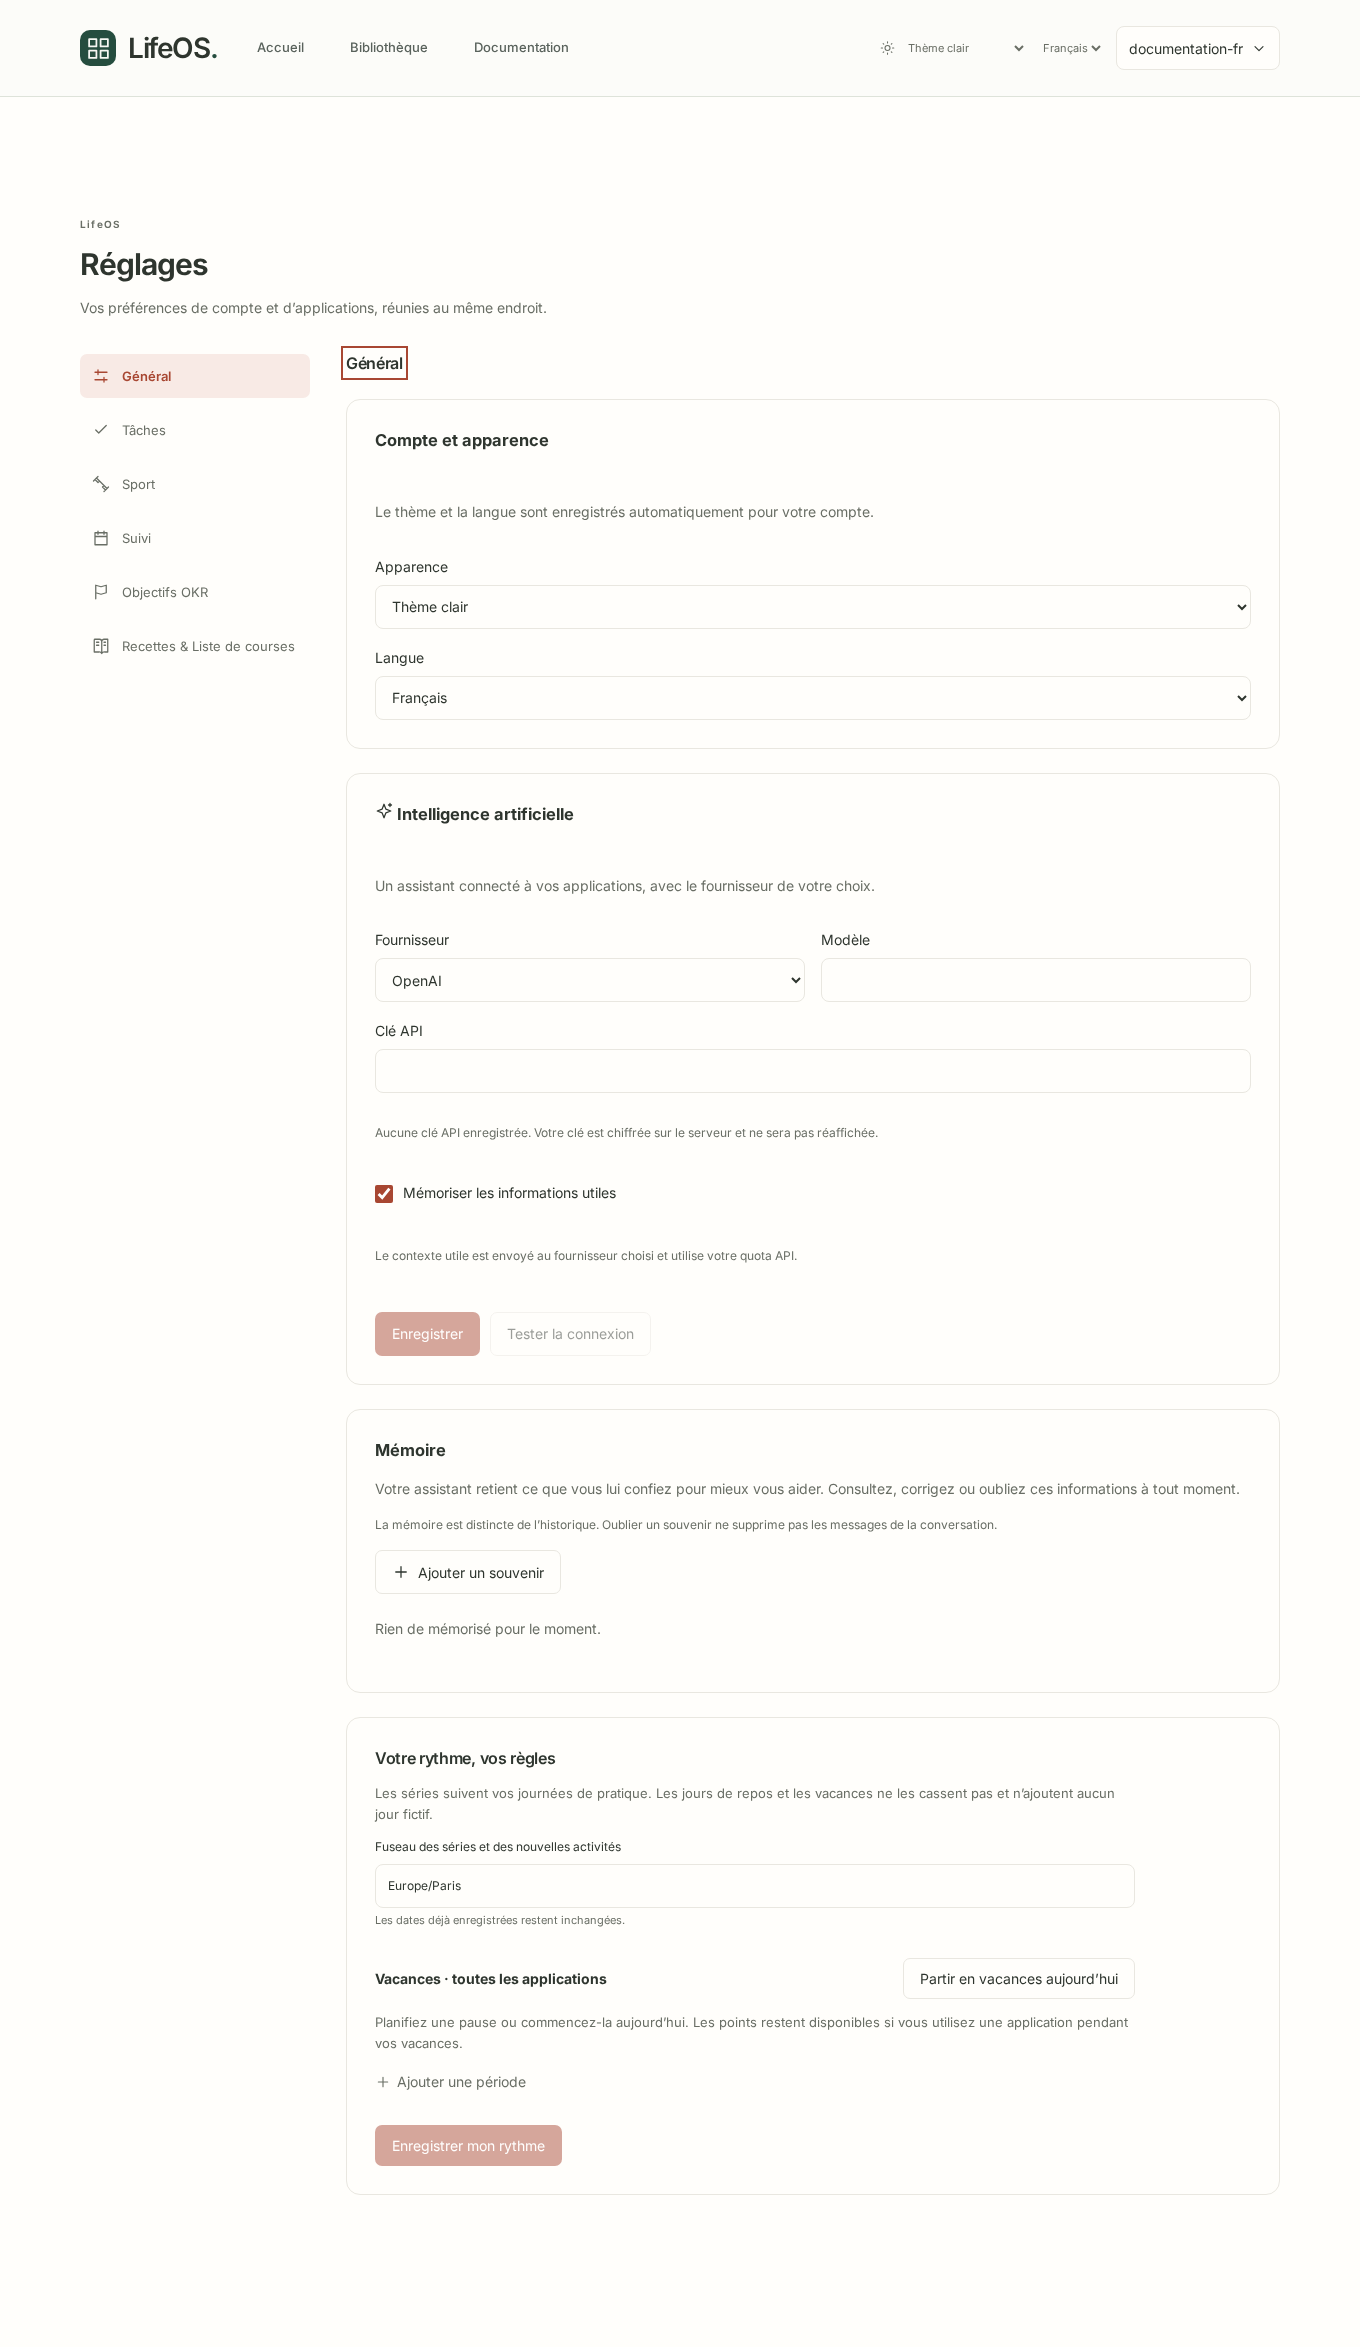 LifeOS.
Accueil
Bibliothèque
Documentation
Thème clair
Français
documentation-fr
LifeOS
Réglages
Vos préférences de compte et d’applications, réunies au même endroit.
Général
Tâches
Sport
Suivi
Objectifs OKR
Recettes & Liste de courses
Général
Compte et apparence
Le thème et la langue sont enregistrés automatiquement pour votre compte.
Apparence
Thème clair
Langue
Français
Intelligence artificielle
Un assistant connecté à vos applications, avec le fournisseur de votre choix.
Fournisseur
Modèle
OpenAI
Clé API
Aucune clé API enregistrée. Votre clé est chiffrée sur le serveur et ne sera pas réaffichée.
Mémoriser les informations utiles
Le contexte utile est envoyé au fournisseur choisi et utilise votre quota API.
Enregistrer
Tester la connexion
Mémoire
Votre assistant retient ce que vous lui confiez pour mieux vous aider. Consultez, corrigez ou oubliez ces informations à tout moment.
La mémoire est distincte de l’historique. Oublier un souvenir ne supprime pas les messages de la conversation.
Ajouter un souvenir
Rien de mémorisé pour le moment.
Votre rythme, vos règles
Les séries suivent vos journées de pratique. Les jours de repos et les vacances ne les cassent pas et n’ajoutent aucun
jour fictif.
Fuseau des séries et des nouvelles activités
Europe/Paris
Les dates déjà enregistrées restent inchangées.
Vacances · toutes les applications
Partir en vacances aujourd’hui
Planifiez une pause ou commencez-la aujourd’hui. Les points restent disponibles si vous utilisez une application pendant
vos vacances.
Ajouter une période
Enregistrer mon rythme